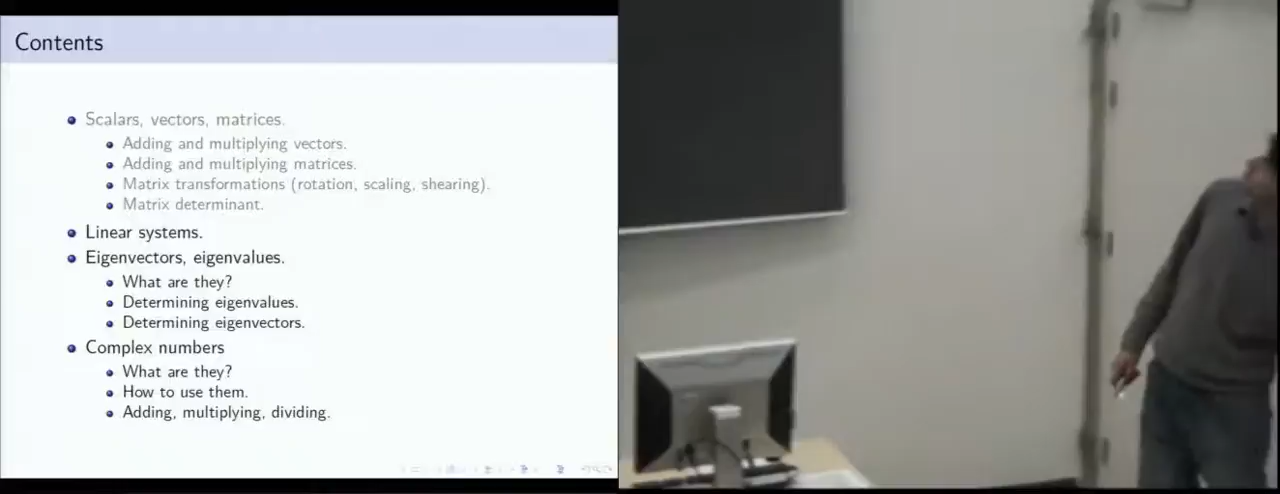 Contents
Scalars, vectors, matrices.
Adding and multiplying vectors.
Adding and multiplying matrices.
Matrix transformations (rotation, scaling, shearing).
Matrix determinant.
Linear systems.
Eigenvectors, eigenvalues.
What are they?
Determining eigenvalues.
Determining eigenvectors.
Complex numbers
What are they?
How to use them.
Adding, multiplying, dividing.